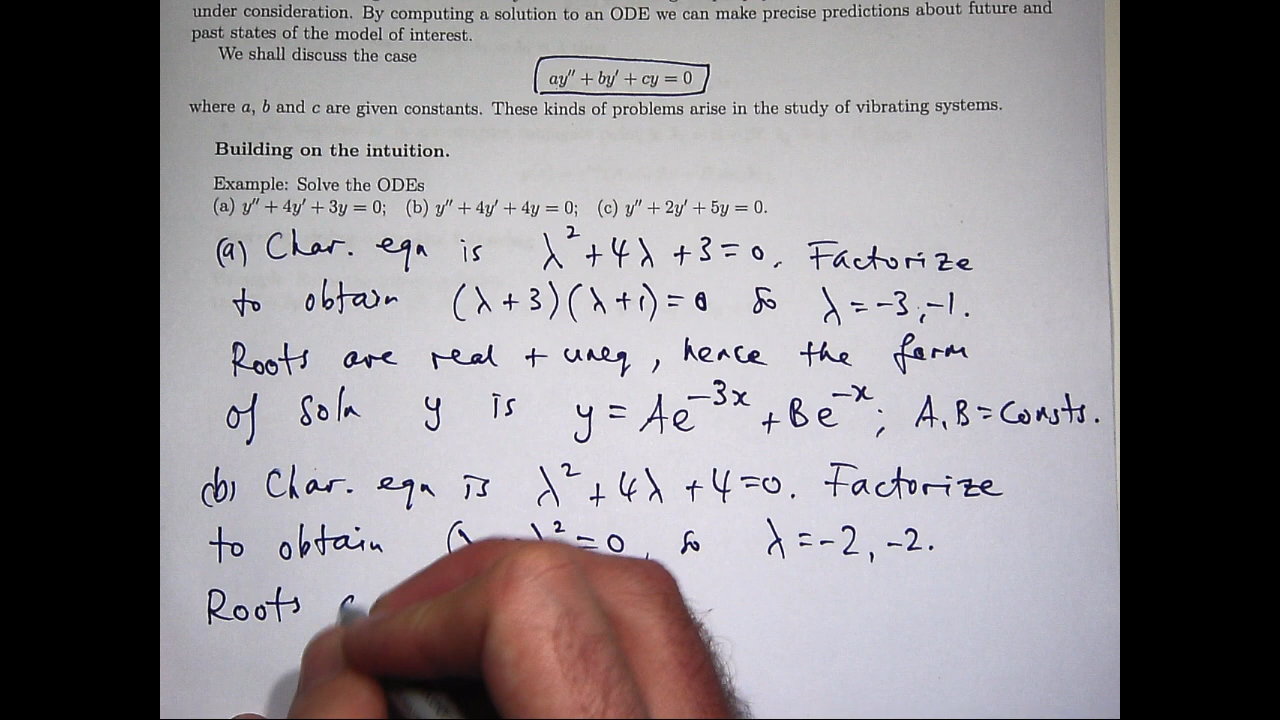 under consideration. By computing a solution to an ODE we can make precise predictions about future and
past states of the model of interest.
We shall discuss the case
ay″ + by′ + cy = 0
where a, b and c are given constants. These kinds of problems arise in the study of vibrating systems.
Building on the intuition.
Example: Solve the ODEs
(a) y″ + 4y′ + 3y = 0; (b) y″ + 4y′ + 4y = 0; (c) y″ + 2y′ + 5y = 0.
(a) Char. eqn is λ² + 4λ + 3 = 0. Factorize
to obtain (λ + 3)(λ + 1) = 0 so λ = -3, -1.
Roots are real + uneq, hence the form
of soln y is y = Ae^{-3x} + Be^{-x}; A, B = Consts.
(b) Char. eqn is λ² + 4λ + 4 = 0. Factorize
to obtain (λ ² = 0, so λ = -2, -2.
Roots